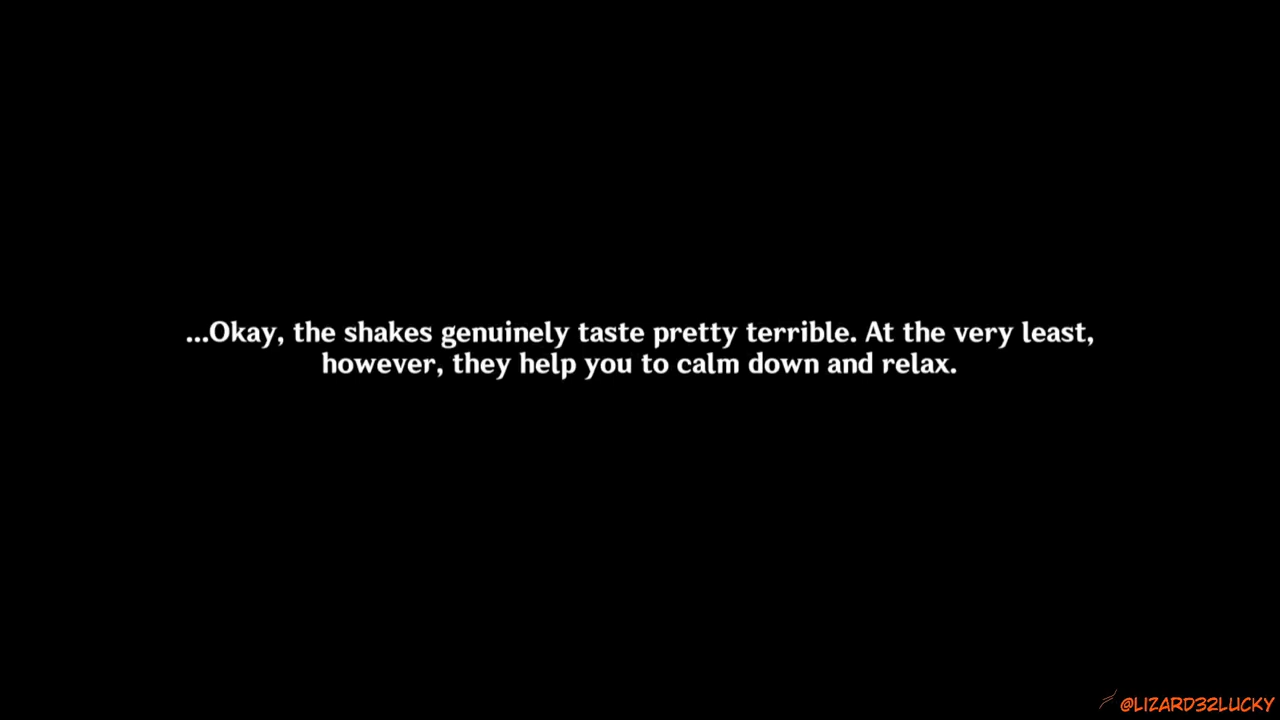 ...Okay, the shakes genuinely taste pretty terrible. At the very least,
however, they help you to calm down and relax.
@LIZARD32LUCKY